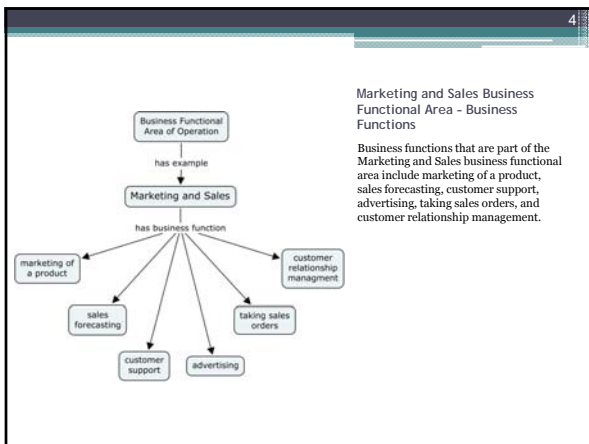 4
Marketing and Sales Business
Functional Area - Business
Functions
Business functions that are part of the
Marketing and Sales business functional
area include marketing of a product,
sales forecasting, customer support,
advertising, taking sales orders, and
customer relationship management.
Business Functional
Area of Operation
has example
Marketing and Sales
has business function
marketing of
a product
sales
forecasting
customer
support
advertising
taking sales
orders
customer
relationship
managment